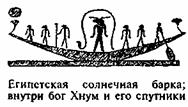 Египетская солнечная барка;
внутри бог Хнум и его спутники